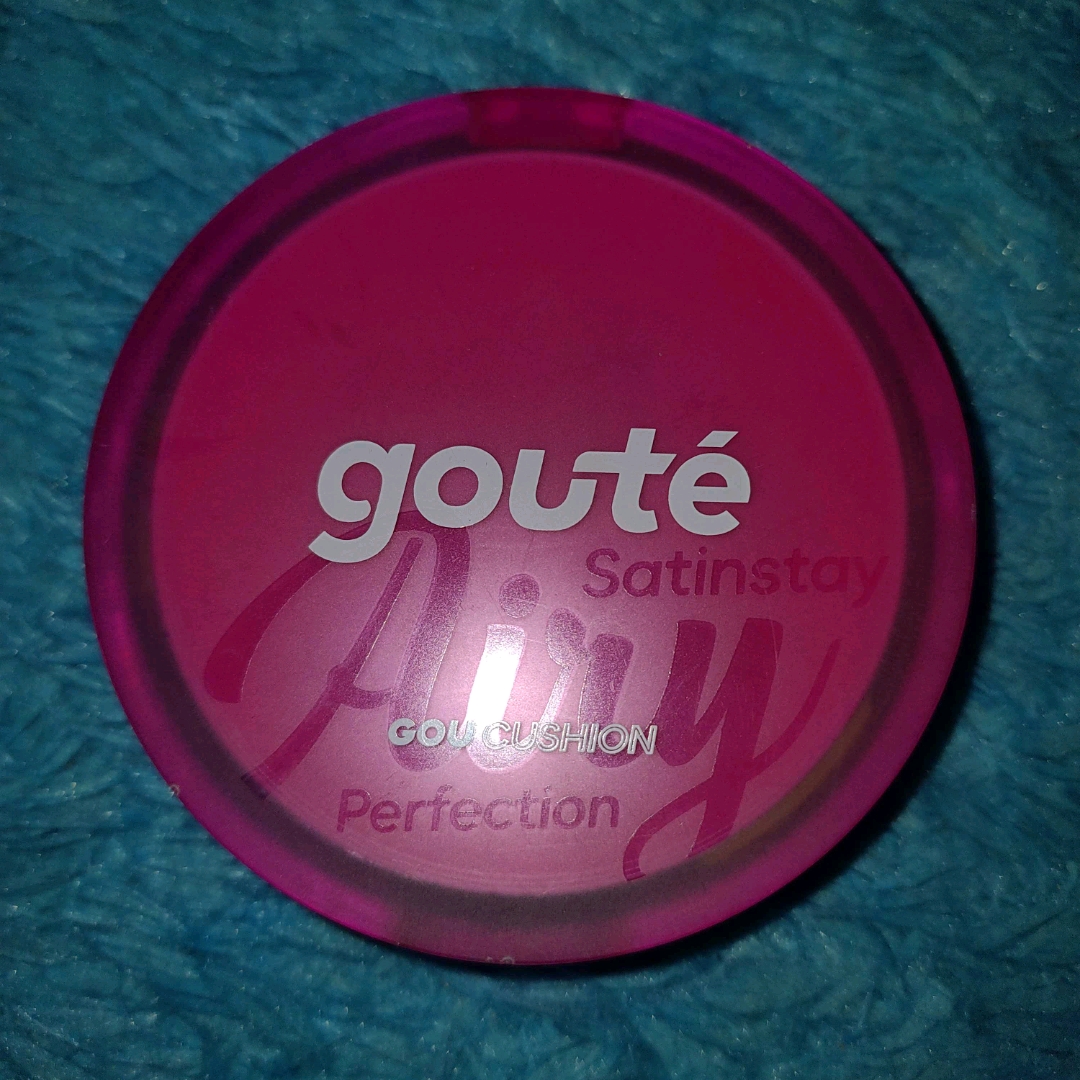 gouté
Satinstay
Airy
GOU CUSHION
Perfection